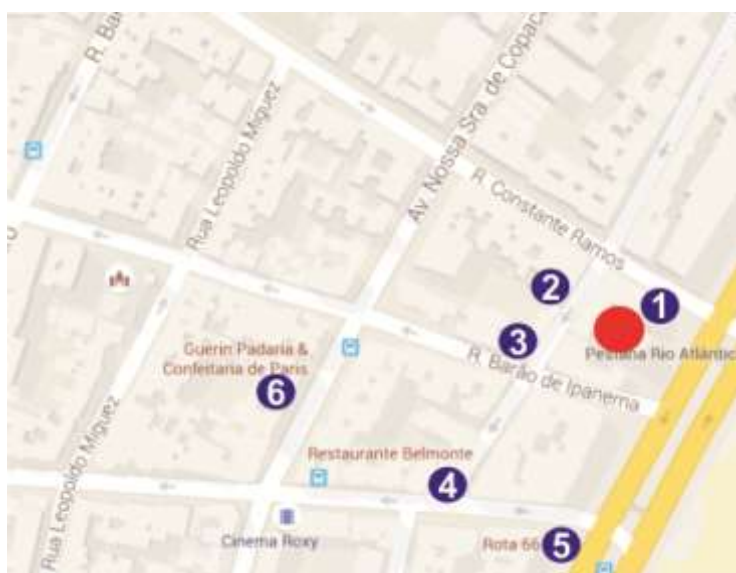 R. Ba
Rua Leopoldo Miguez
Av. Nossa Sra. de Copac
R. Constante Ramos
1
2
3
Pestana Rio Atlântic
R. Barão de Ipanema
Guerin Padaria &
Confeitaria de Paris
6
Restaurante Belmonte
4
Rua Leopoldo Miguez
Cinema Roxy
Rota 66
5